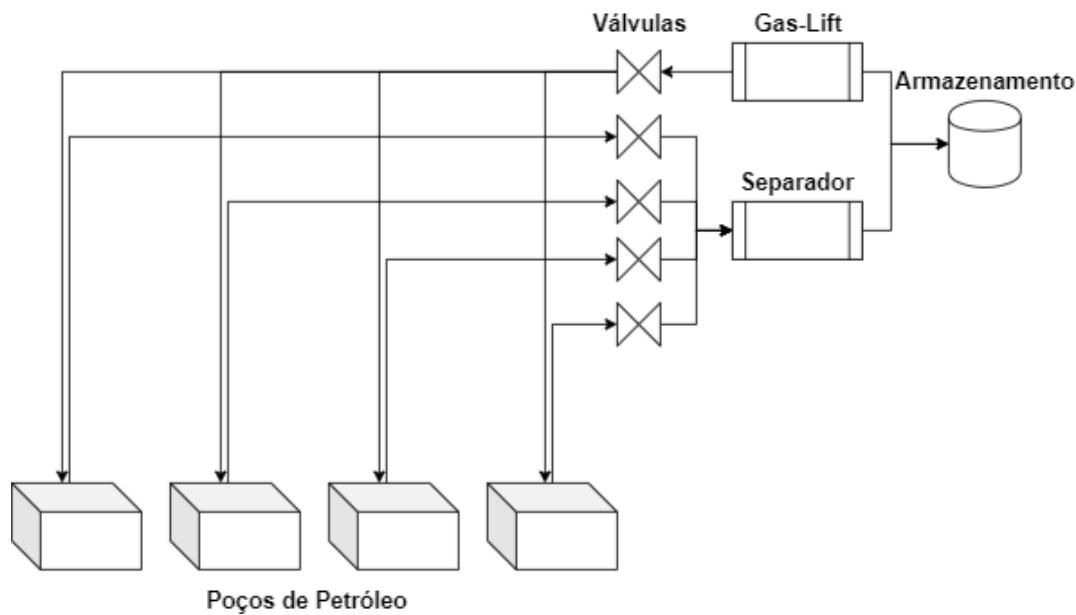 Válvulas
Gas-Lift
Armazenamento
Separador
Poços de Petróleo